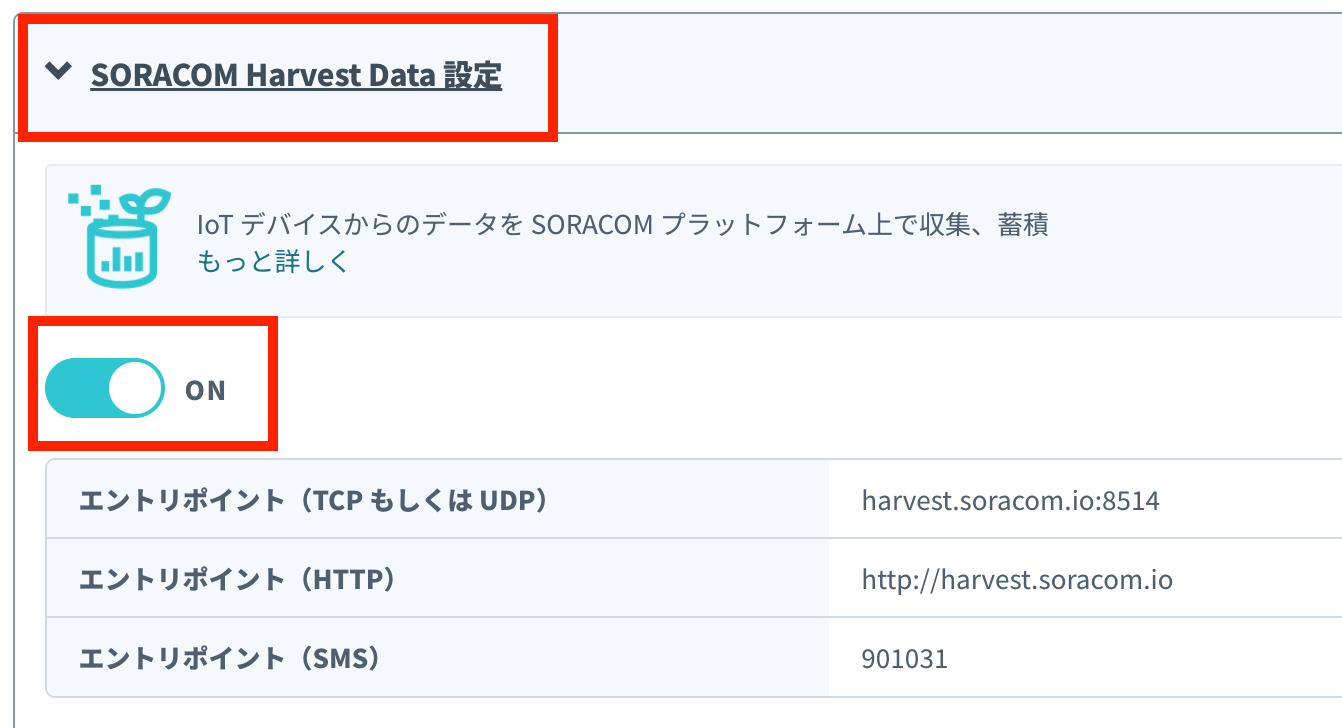 SORACOM Harvest Data 設定
IoT デバイスからのデータを SORACOM プラットフォーム上で収集、蓄積
もっと詳しく
ON
エントリポイント（TCP もしくは UDP） harvest.soracom.io:8514
エントリポイント（HTTP） http://harvest.soracom.io
エントリポイント（SMS） 901031